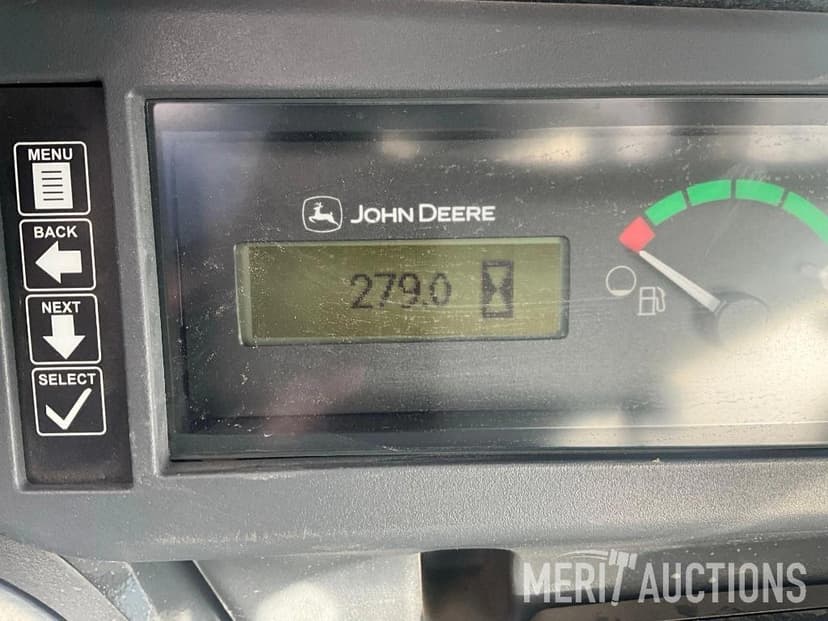 MENU
BACK
NEXT
SELECT
JOHN DEERE
279.0
MERIT AUCTIONS